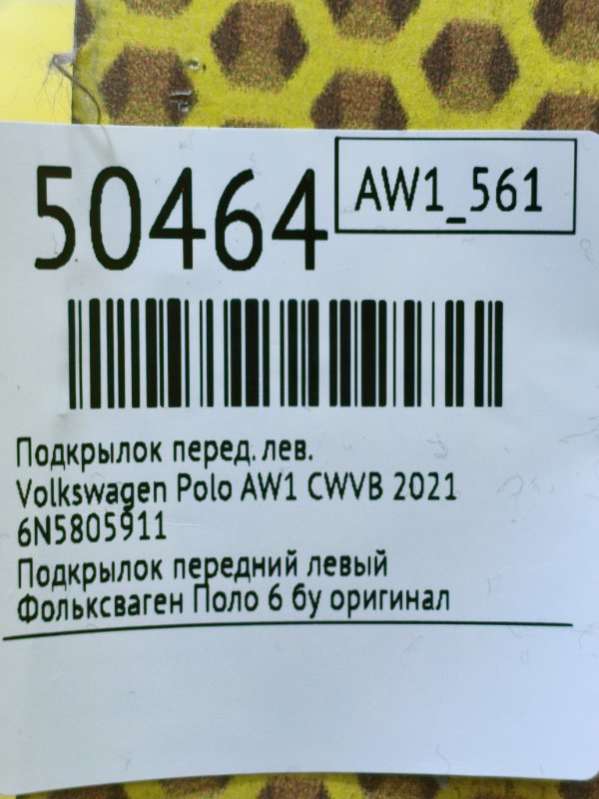 50464
AW1_561
Подкрылок перед. лев.
Volkswagen Polo AW1 CWVB 2021
6N5805911
Подкрылок передний левый
Фольксваген Поло 6 бу оригинал